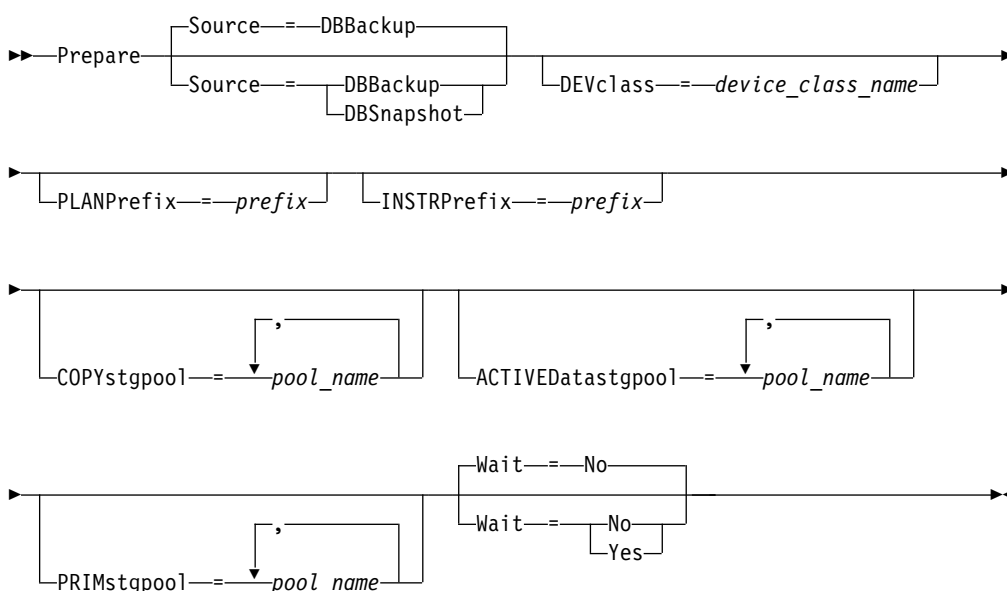 Source = DBBackup
Prepare
Source = DBBackup
DBSnapshot
DEVclass = device_class_name
PLANPrefix = prefix
INSTRPrefix = prefix
,
COPYstgpool = pool_name
,
ACTIVEDatastgpool = pool_name
,
PRIMstgpool = pool_name
Wait = No
Wait = No
Yes